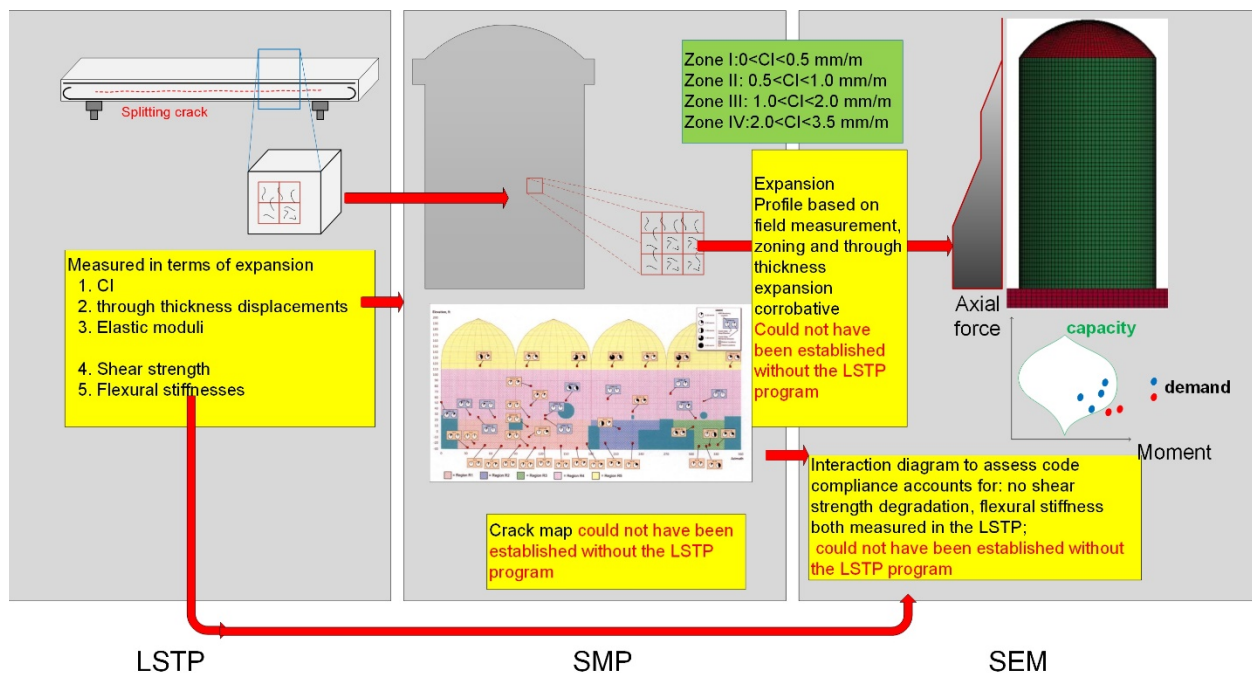 Splitting crack
Measured in terms of expansion
1. CI
2. through thickness displacements
3. Elastic moduli
4. Shear strength
5. Flexural stiffnesses
LSTP
Zone I:0<CI<0.5 mm/m
Zone II: 0.5<CI<1.0 mm/m
Zone III: 1.0<CI<2.0 mm/m
Zone IV:2.0<CI<3.5 mm/m
Expansion
Profile based on
field measurement,
zoning and through
thickness
expansion
corrobative
Could not have
been established
without the LSTP
program
Crack map could not have been
established without the LSTP
program
SMP
Axial
force
capacity
demand
Moment
Interaction diagram to assess code
compliance accounts for: no shear
strength degradation, flexural stiffness
both measured in the LSTP;
could not have been established without
the LSTP program
SEM